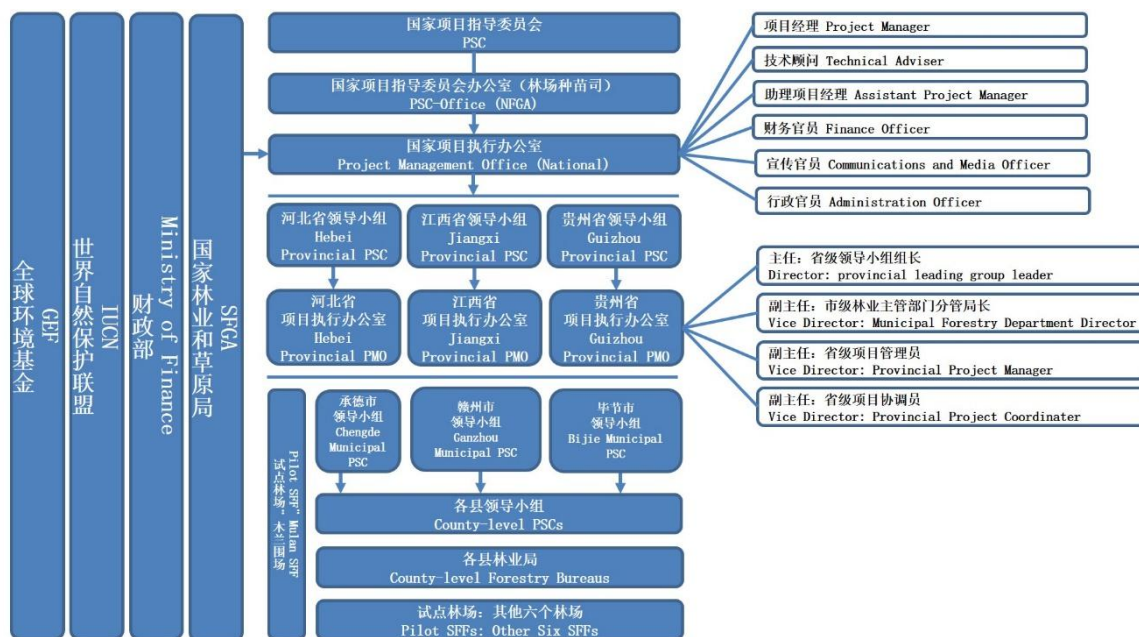 全球环境基金
GEF
世界自然保护联盟
IUCN
财政部
Ministry of Finance
国家林业和草原局
SFGA
国家项目指导委员会
PSC
国家项目指导委员会办公室（林场种苗司）
PSC-Office (NFGA)
国家项目执行办公室
Project Management Office (National)
项目经理 Project Manager
技术顾问 Technical Adviser
助理项目经理 Assistant Project Manager
财务官员 Finance Officer
宣传官员 Communications and Media Officer
行政官员 Administration Officer
河北省领导小组
Hebei
Provincial PSC
江西省领导小组
Jiangxi
Provincial PSC
贵州省领导小组
Guizhou
Provincial PSC
河北省
项目执行办公室
Hebei
Provincial PMO
江西省
项目执行办公室
Jiangxi
Provincial PMO
贵州省
项目执行办公室
Guizhou
Provincial PMO
主任：省级领导小组组长
Director: provincial leading group leader
副主任：市级林业主管部门分管局长
Vice Director: Municipal Forestry Department Director
副主任：省级项目管理员
Vice Director: Provincial Project Manager
副主任：省级项目协调员
Vice Director: Provincial Project Coordinater
试点林场：木兰围场
Pilot SFF" Mulan SFF
承德市
领导小组
Chengde
Municipal
PSC
赣州市
领导小组
Ganzhou
Municipal PSC
毕节市
领导小组
Bijie Municipal
PSC
各县领导小组
County-level PSCs
各县林业局
County-level Forestry Bureaus
试点林场：其他六个林场
Pilot SFFs: Other Six SFFs